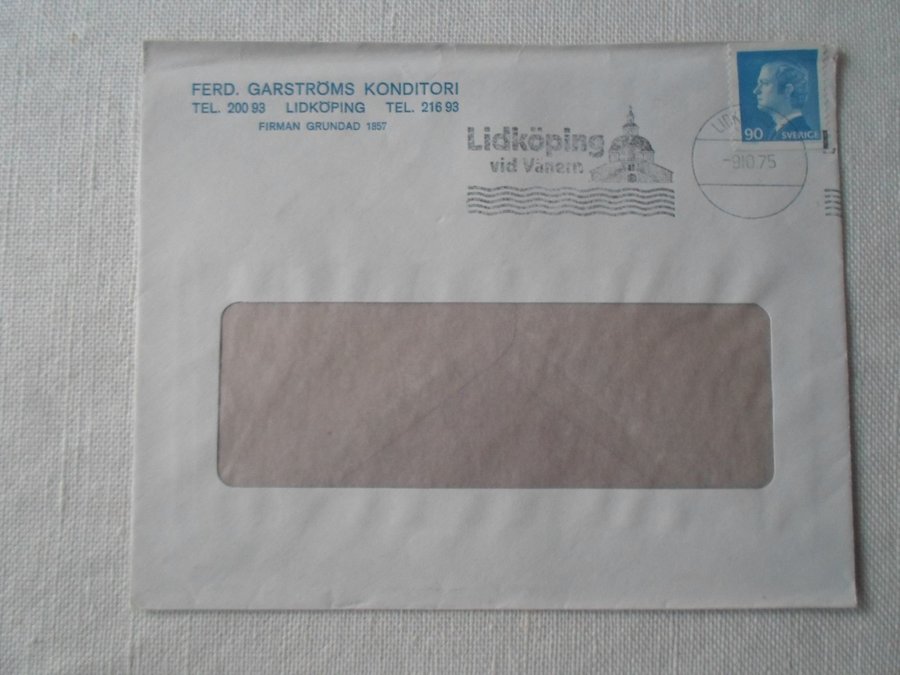 FERD. GARSTRÖMS KONDITORI
TEL. 200 93 LIDKÖPING TEL. 216 93
FIRMAN GRUNDAD 1857
Lidköping
vid Vänern
-9.10.75
90 SVERIGE
L